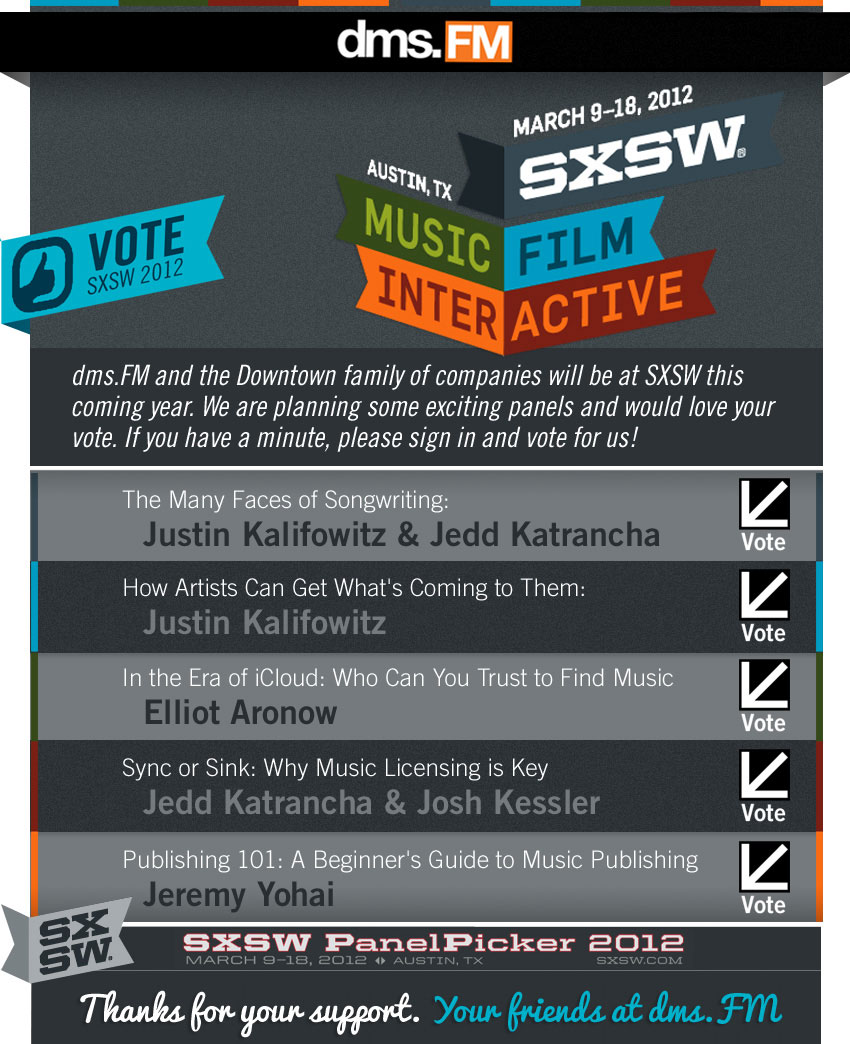 dms.FM
MARCH 9–18, 2012
SXSW®
AUSTIN, TX
MUSIC FILM
INTERACTIVE
VOTE
SXSW 2012
dms.FM and the Downtown family of companies will be at SXSW this
coming year. We are planning some exciting panels and would love your
vote. If you have a minute, please sign in and vote for us!
The Many Faces of Songwriting:
Justin Kalifowitz & Jedd Katrancha
Vote
How Artists Can Get What's Coming to Them:
Justin Kalifowitz
Vote
In the Era of iCloud: Who Can You Trust to Find Music
Elliot Aronow
Vote
Sync or Sink: Why Music Licensing is Key
Jedd Katrancha & Josh Kessler
Vote
Publishing 101: A Beginner's Guide to Music Publishing
Jeremy Yohai
Vote
SX
SW®
SXSW PanelPicker 2012
MARCH 9–18, 2012 AUSTIN, TX SXSW.COM
Thanks for your support. Your friends at dms.FM